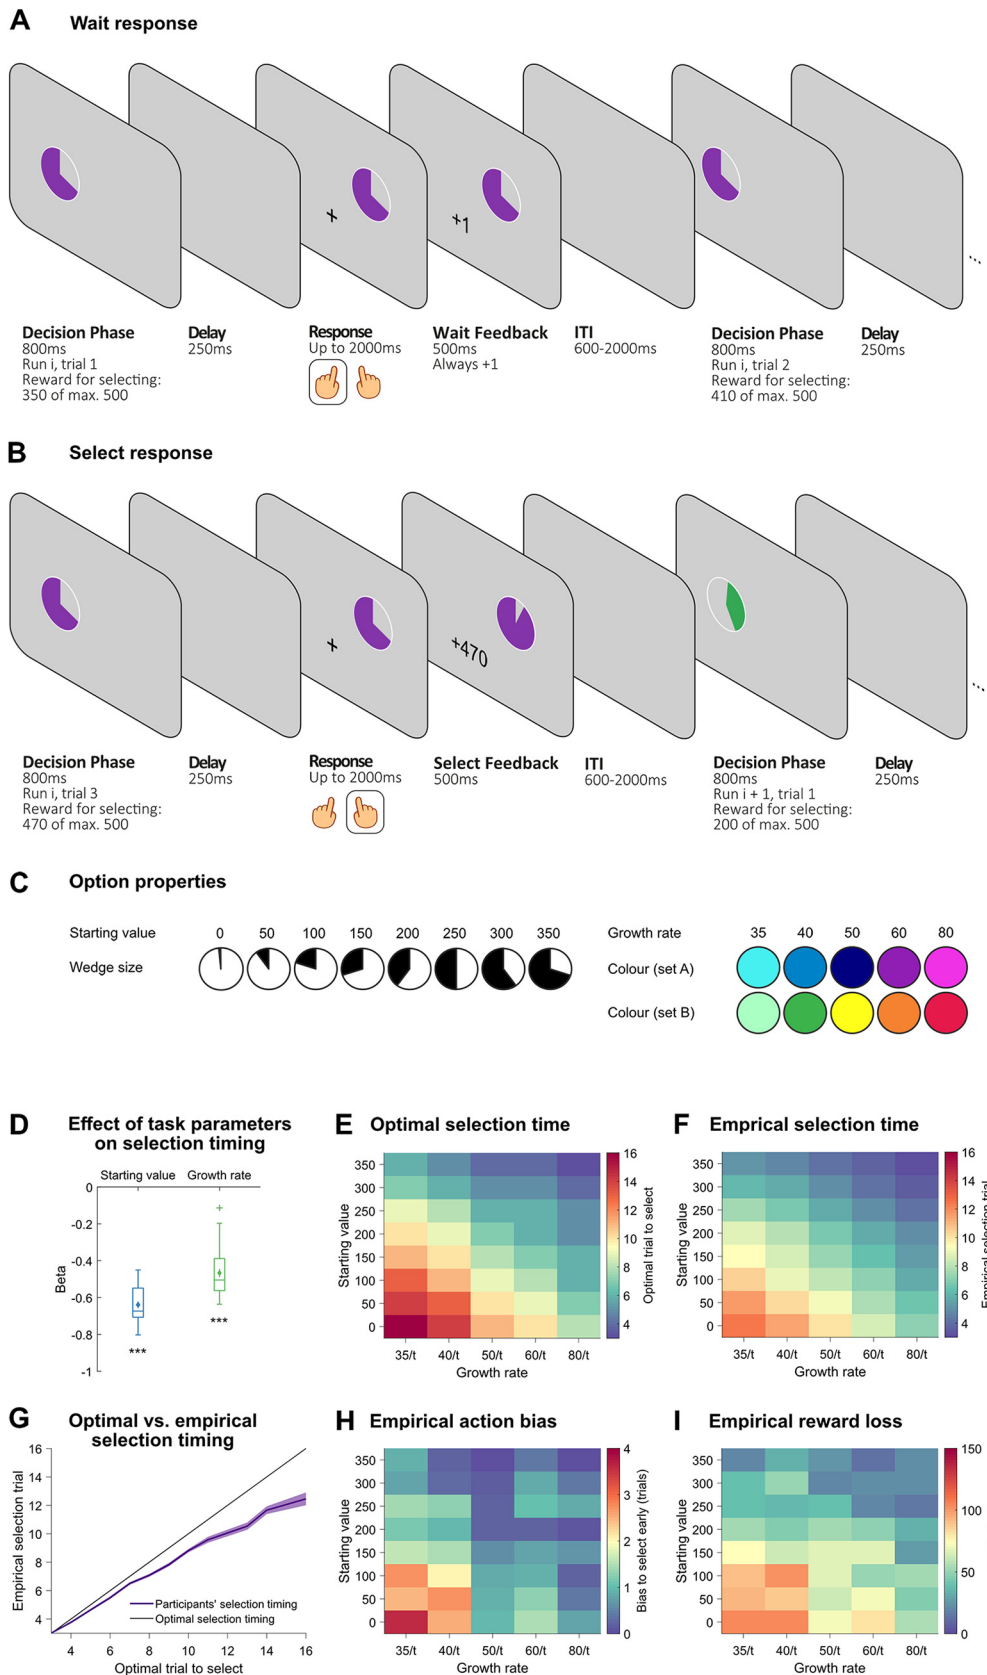 A Wait response
+
+1
...
Decision Phase
800ms
Run i, trial 1
Reward for selecting:
350 of max. 500
Delay
250ms
Response
Up to 2000ms
Wait Feedback
500ms
Always +1
ITI
600-2000ms
Decision Phase
800ms
Run i, trial 2
Reward for selecting:
410 of max. 500
Delay
250ms
B Select response
+
+470
...
Decision Phase
800ms
Run i, trial 3
Reward for selecting:
470 of max. 500
Delay
250ms
Response
Up to 2000ms
Select Feedback
500ms
ITI
600-2000ms
Decision Phase
800ms
Run i + 1, trial 1
Reward for selecting:
200 of max. 500
Delay
250ms
C Option properties
Starting value 0 50 100 150 200 250 300 350
Wedge size
Growth rate 35 40 50 60 80
Colour (set A)
Colour (set B)
D Effect of task parameters
on selection timing
Starting value Growth rate
0
-0.2
-0.4
-0.6
-0.8
-1
Beta
***
***
E Optimal selection time
350
300
250
200
150
100
50
0
Starting value
35/t 40/t 50/t 60/t 80/t
Growth rate
16
14
12
10
8
6
4
Optimal trial to select
F Emprical selection time
350
300
250
200
150
100
50
0
Starting value
35/t 40/t 50/t 60/t 80/t
Growth rate
16
14
12
10
8
6
4
Empirical selection trial
G Optimal vs. empirical
selection timing
16
14
12
10
8
6
4
Empirical selection trial
Participants' selection timing
Optimal selection timing
4 6 8 10 12 14 16
Optimal trial to select
H Empirical action bias
350
300
250
200
150
100
50
0
Starting value
35/t 40/t 50/t 60/t 80/t
Growth rate
4
3
2
1
0
Bias to select early (trials)
I Empirical reward loss
350
300
250
200
150
100
50
0
Starting value
35/t 40/t 50/t 60/t 80/t
Growth rate
150
100
50
0